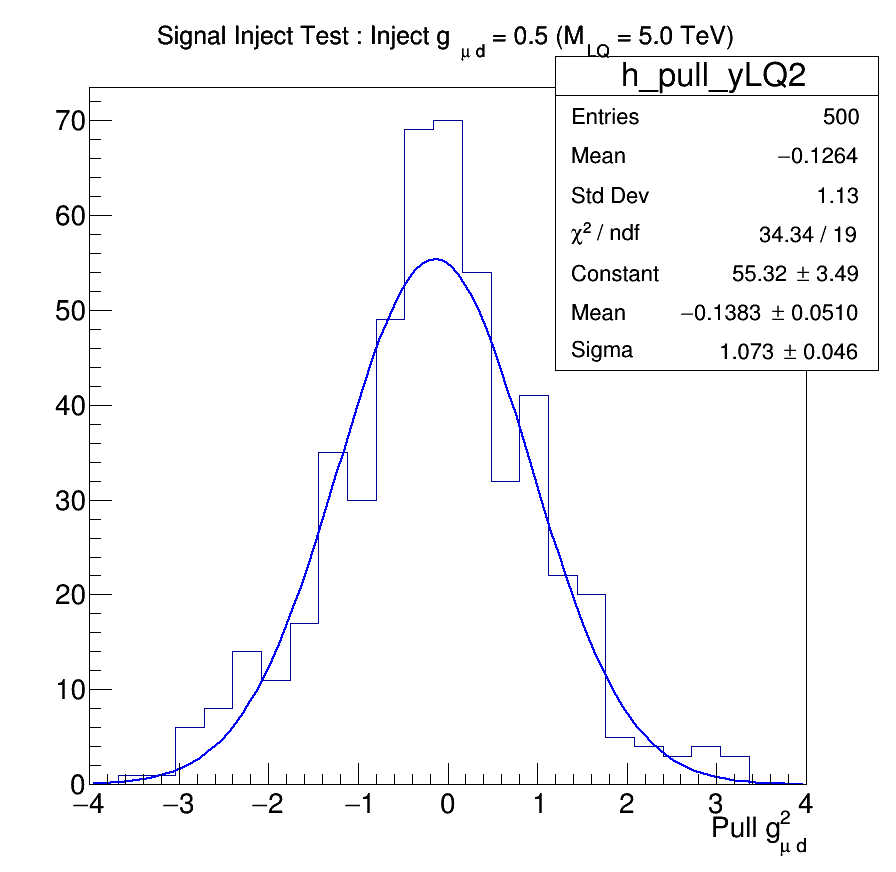 Signal Inject Test : Inject g μ d = 0.5 (M LQ = 5.0 TeV)
h_pull_yLQ2
Entries 500
Mean −0.1264
Std Dev 1.13
χ² / ndf 34.34 / 19
Constant 55.32 ± 3.49
Mean −0.1383 ± 0.0510
Sigma 1.073 ± 0.046
70
60
50
40
30
20
10
0
−4 −3 −2 −1 0 1 2 3 4
Pull g²μ d